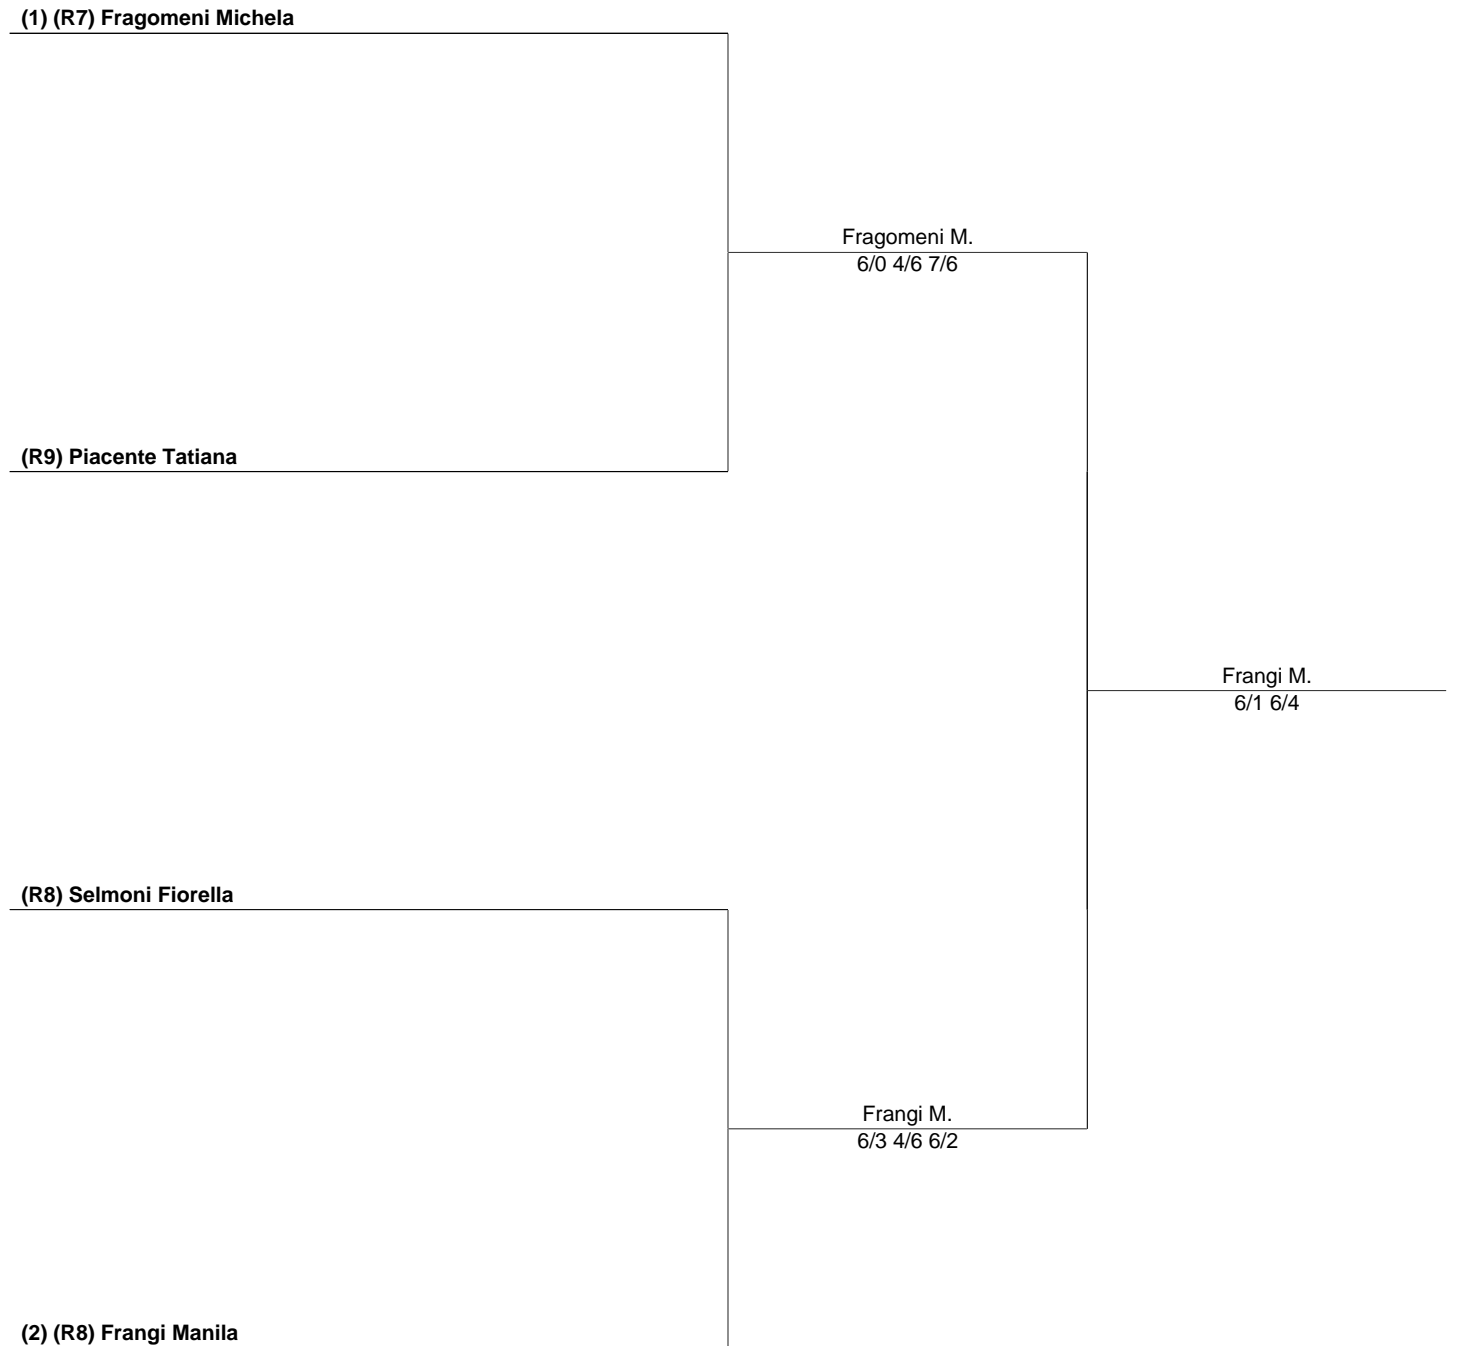 (1) (R7) Fragomeni Michela
Fragomeni M.
6/0 4/6 7/6
(R9) Piacente Tatiana
Frangi M.
6/1 6/4
(R8) Selmoni Fiorella
Frangi M.
6/3 4/6 6/2
(2) (R8) Frangi Manila